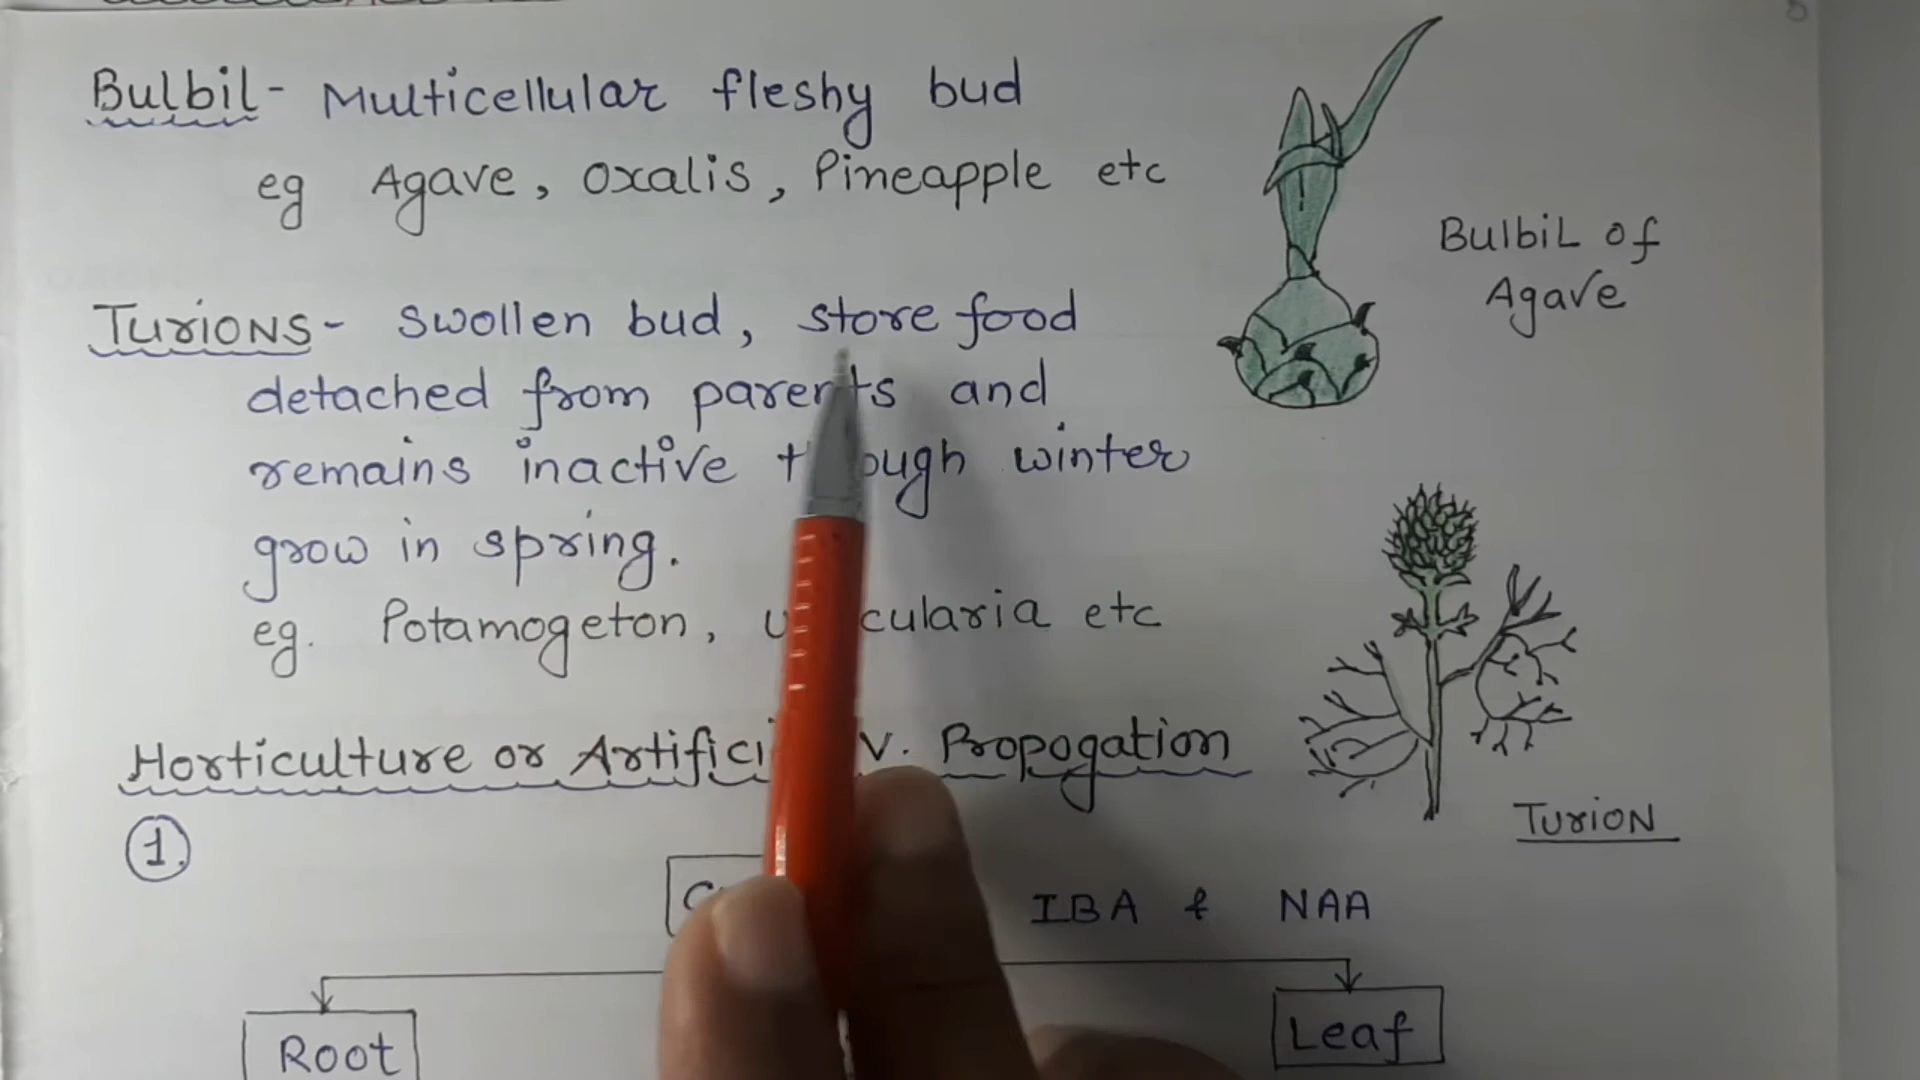 Bulbil - Multicellular fleshy bud
eg Agave, Oxalis, Pineapple etc
Bulbil of
Agave
Turions - Swollen bud, store food
detached from parents and
remains inactive winter
grow in spring.
eg. Potamogeton, etc
Horticulture or V. Propogation
Turion
1.
IBA & NAA
Root
Leaf